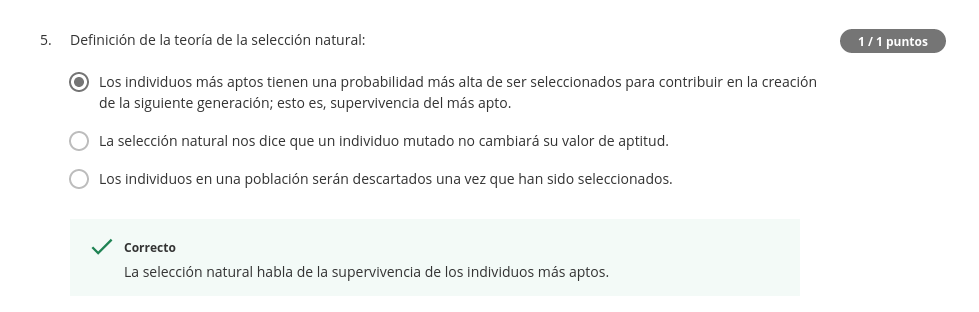 5. Definición de la teoría de la selección natural:
1 / 1 puntos
Los individuos más aptos tienen una probabilidad más alta de ser seleccionados para contribuir en la creación
de la siguiente generación; esto es, supervivencia del más apto.
La selección natural nos dice que un individuo mutado no cambiará su valor de aptitud.
Los individuos en una población serán descartados una vez que han sido seleccionados.
Correcto
La selección natural habla de la supervivencia de los individuos más aptos.